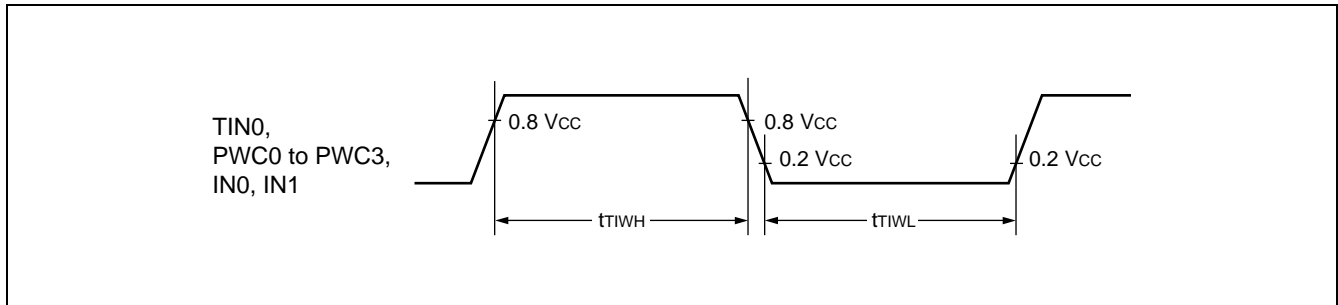 TIN0,
PWC0 to PWC3,
IN0, IN1
0.8 VCC
0.8 VCC
0.2 VCC
0.2 VCC
tTIWH
tTIWL